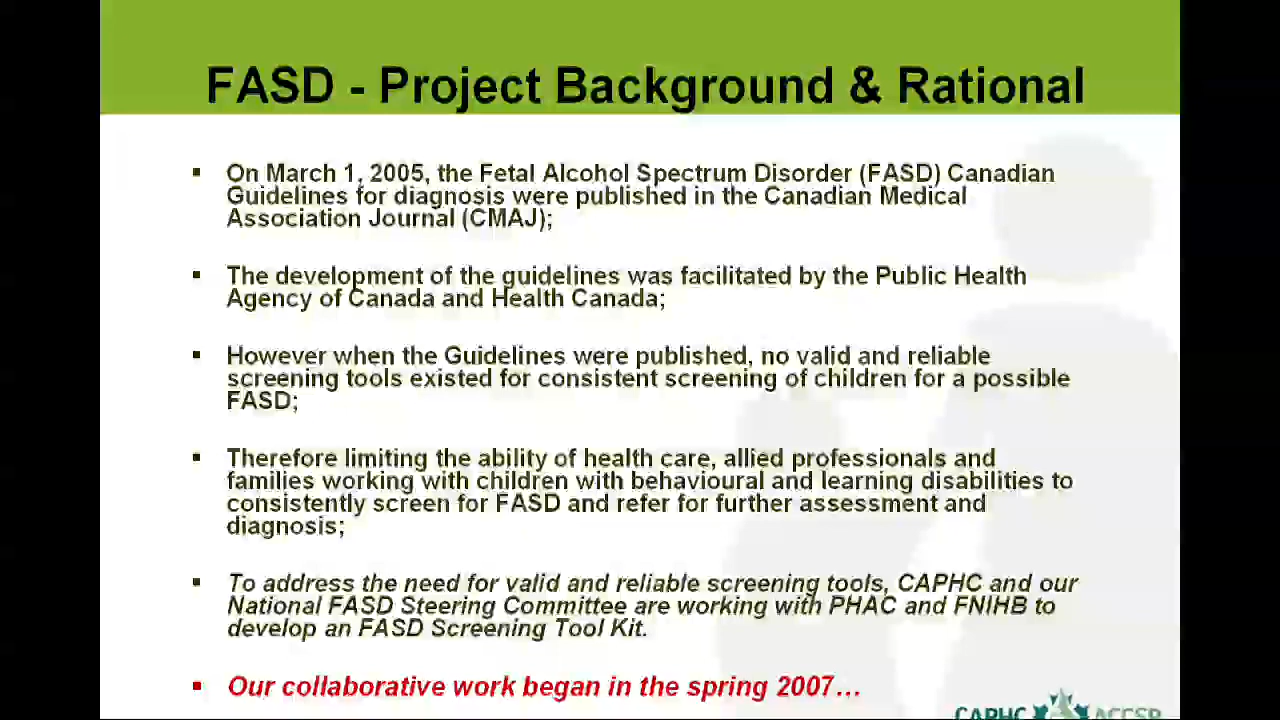 FASD - Project Background & Rational
▪ On March 1, 2005, the Fetal Alcohol Spectrum Disorder (FASD) Canadian
Guidelines for diagnosis were published in the Canadian Medical
Association Journal (CMAJ);
▪ The development of the guidelines was facilitated by the Public Health
Agency of Canada and Health Canada;
▪ However when the Guidelines were published, no valid and reliable
screening tools existed for consistent screening of children for a possible
FASD;
▪ Therefore limiting the ability of health care, allied professionals and
families working with children with behavioural and learning disabilities to
consistently screen for FASD and refer for further assessment and
diagnosis;
▪ To address the need for valid and reliable screening tools, CAPHC and our
National FASD Steering Committee are working with PHAC and FNIHB to
develop an FASD Screening Tool Kit.
▪ Our collaborative work began in the spring 2007…
CAPHC ACCSP